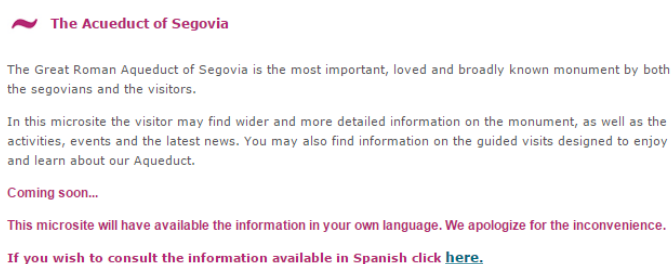 The Acueduct of Segovia
The Great Roman Aqueduct of Segovia is the most important, loved and broadly known monument by both
the segovians and the visitors.
In this microsite the visitor may find wider and more detailed information on the monument, as well as the
activities, events and the latest news. You may also find information on the guided visits designed to enjoy
and learn about our Aqueduct.
Coming soon...
This microsite will have available the information in your own language. We apologize for the inconvenience.
If you wish to consult the information available in Spanish click here.